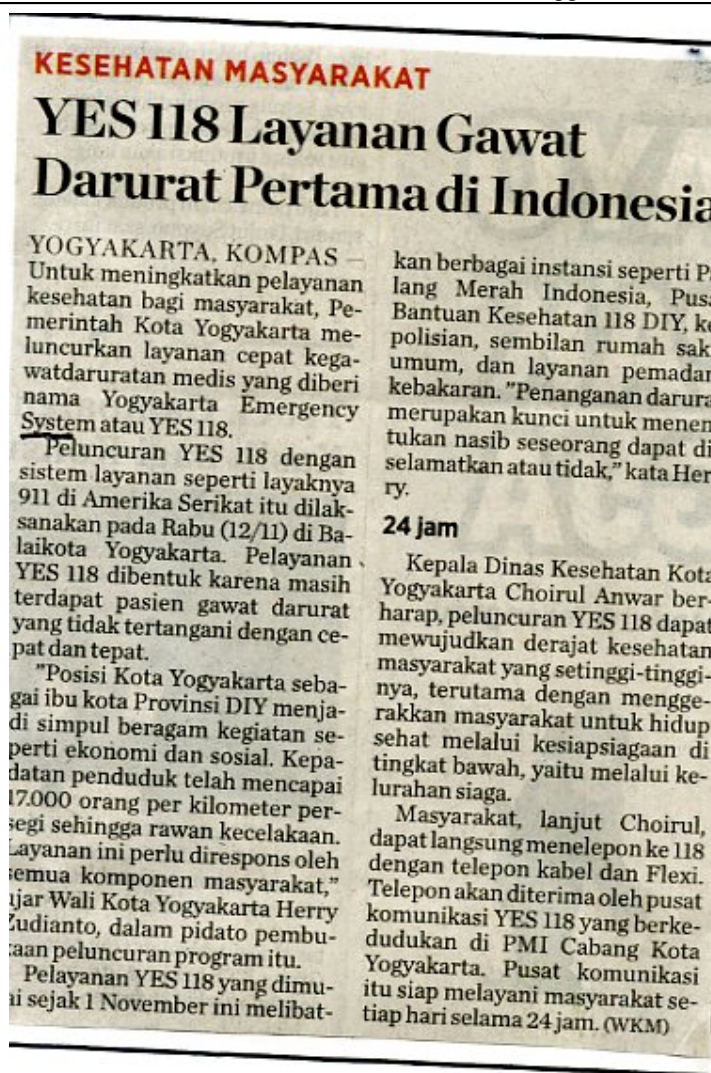 KESEHATAN MASYARAKAT
YES 118 Layanan Gawat
Darurat Pertama di Indonesia
YOGYAKARTA, KOMPAS —
Untuk meningkatkan pelayanan
kesehatan bagi masyarakat, Pe-
merintah Kota Yogyakarta me-
luncurkan layanan cepat kega-
watdaruratan medis yang diberi
nama Yogyakarta Emergency
System atau YES 118.
Peluncuran YES 118 dengan
sistem layanan seperti layaknya
911 di Amerika Serikat itu dilak-
sanakan pada Rabu (12/11) di Ba-
laikota Yogyakarta. Pelayanan
YES 118 dibentuk karena masih
terdapat pasien gawat darurat
yang tidak tertangani dengan ce-
pat dan tepat.
"Posisi Kota Yogyakarta seba-
gai ibu kota Provinsi DIY menja-
di simpul beragam kegiatan se-
perti ekonomi dan sosial. Kepa-
datan penduduk telah mencapai
17.000 orang per kilometer per-
segi sehingga rawan kecelakaan.
Layanan ini perlu direspons oleh
semua komponen masyarakat,"
ujar Wali Kota Yogyakarta Herry
Zudianto, dalam pidato pembu-
kaan peluncuran program itu.
Pelayanan YES 118 yang dimu-
ai sejak 1 November ini melibat-
kan berbagai instansi seperti Pa
lang Merah Indonesia, Pusa
Bantuan Kesehatan 118 DIY, ke
polisian, sembilan rumah sak
umum, dan layanan pemadan
kebakaran. "Penanganan darura
merupakan kunci untuk menen
tukan nasib seseorang dapat di
selamatkan atau tidak," kata Her
ry.
24 jam
Kepala Dinas Kesehatan Kota
Yogyakarta Choirul Anwar ber-
harap, peluncuran YES 118 dapat
mewujudkan derajat kesehatan
masyarakat yang setinggi-tinggi-
nya, terutama dengan mengge-
rakkan masyarakat untuk hidup
sehat melalui kesiapsiagaan di
tingkat bawah, yaitu melalui ke-
lurahan siaga.
Masyarakat, lanjut Choirul,
dapat langsung menelepon ke 118
dengan telepon kabel dan Flexi.
Telepon akan diterima oleh pusat
komunikasi YES 118 yang berke-
dudukan di PMI Cabang Kota
Yogyakarta. Pusat komunikasi
itu siap melayani masyarakat se-
tiap hari selama 24 jam. (WKM)